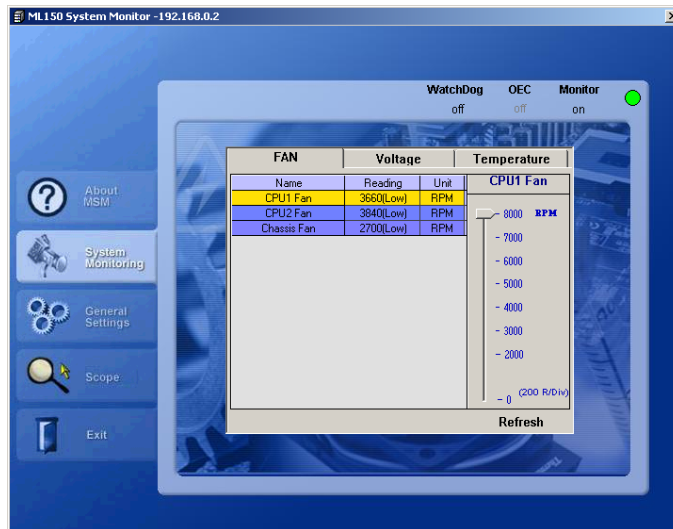 ML150 System Monitor -192.168.0.2
WatchDog OEC Monitor
off off on
About
MSM
System
Monitoring
General
Settings
Scope
Exit
FAN Voltage Temperature
Name Reading Unit
CPU1 Fan 3660(Low) RPM
CPU2 Fan 3840(Low) RPM
Chassis Fan 2700(Low) RPM
CPU1 Fan
- 8000 RPM
- 7000
- 6000
- 5000
- 4000
- 3000
- 2000
(200 R/Div)
- 0
Refresh